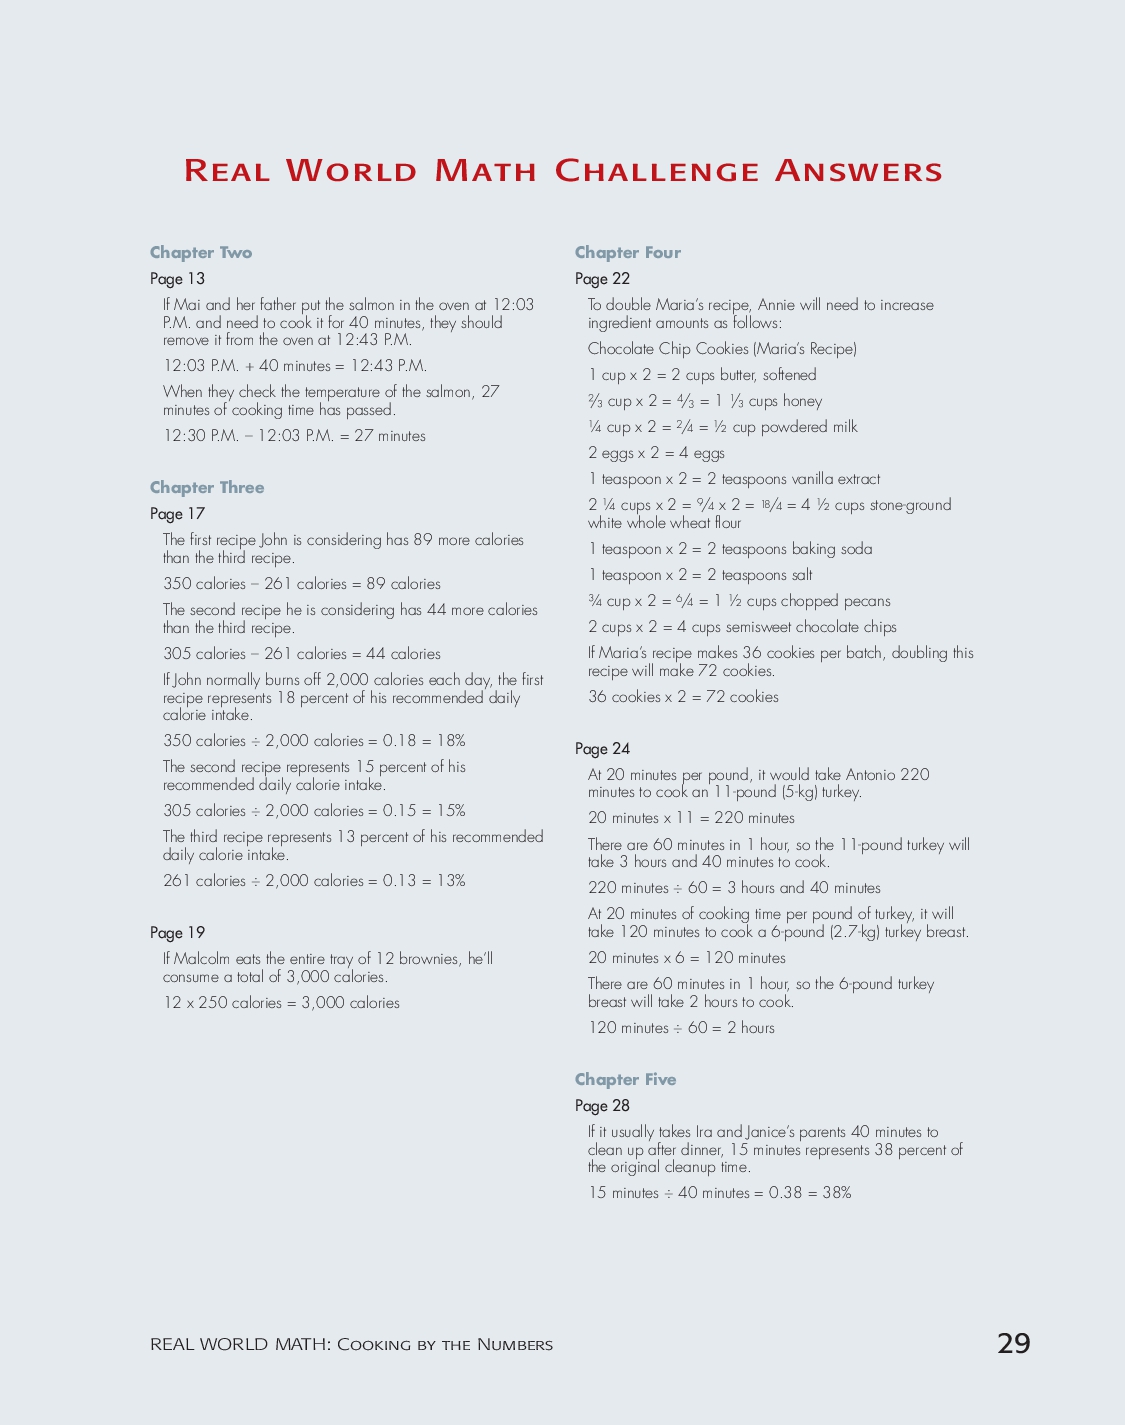 Real World Math Challenge Answers
Chapter Two
Page 13
If Mai and her father put the salmon in the oven at 12:03
P.M. and need to cook it for 40 minutes, they should
remove it from the oven at 12:43 P.M.
12:03 P.M. + 40 minutes = 12:43 P.M.
When they check the temperature of the salmon, 27
minutes of cooking time has passed.
12:30 P.M. – 12:03 P.M. = 27 minutes
Chapter Three
Page 17
The first recipe John is considering has 89 more calories
than the third recipe.
350 calories – 261 calories = 89 calories
The second recipe he is considering has 44 more calories
than the third recipe.
305 calories – 261 calories = 44 calories
If John normally burns off 2,000 calories each day, the first
recipe represents 18 percent of his recommended daily
calorie intake.
350 calories ÷ 2,000 calories = 0.18 = 18%
The second recipe represents 15 percent of his
recommended daily calorie intake.
305 calories ÷ 2,000 calories = 0.15 = 15%
The third recipe represents 13 percent of his recommended
daily calorie intake.
261 calories ÷ 2,000 calories = 0.13 = 13%
Page 19
If Malcolm eats the entire tray of 12 brownies, he’ll
consume a total of 3,000 calories.
12 x 250 calories = 3,000 calories
Chapter Four
Page 22
To double Maria’s recipe, Annie will need to increase
ingredient amounts as follows:
Chocolate Chip Cookies (Maria’s Recipe)
1 cup x 2 = 2 cups butter, softened
2/3 cup x 2 = 4/3 = 1 1/3 cups honey
1/4 cup x 2 = 2/4 = 1/2 cup powdered milk
2 eggs x 2 = 4 eggs
1 teaspoon x 2 = 2 teaspoons vanilla extract
2 1/4 cups x 2 = 9/4 x 2 = 18/4 = 4 1/2 cups stone-ground
white whole wheat flour
1 teaspoon x 2 = 2 teaspoons baking soda
1 teaspoon x 2 = 2 teaspoons salt
3/4 cup x 2 = 6/4 = 1 1/2 cups chopped pecans
2 cups x 2 = 4 cups semisweet chocolate chips
If Maria’s recipe makes 36 cookies per batch, doubling this
recipe will make 72 cookies.
36 cookies x 2 = 72 cookies
Page 24
At 20 minutes per pound, it would take Antonio 220
minutes to cook an 11-pound (5-kg) turkey.
20 minutes x 11 = 220 minutes
There are 60 minutes in 1 hour, so the 11-pound turkey will
take 3 hours and 40 minutes to cook.
220 minutes ÷ 60 = 3 hours and 40 minutes
At 20 minutes of cooking time per pound of turkey, it will
take 120 minutes to cook a 6-pound (2.7-kg) turkey breast.
20 minutes x 6 = 120 minutes
There are 60 minutes in 1 hour, so the 6-pound turkey
breast will take 2 hours to cook.
120 minutes ÷ 60 = 2 hours
Chapter Five
Page 28
If it usually takes Ira and Janice’s parents 40 minutes to
clean up after dinner, 15 minutes represents 38 percent of
the original cleanup time.
15 minutes ÷ 40 minutes = 0.38 = 38%
REAL WORLD MATH: Cooking by the Numbers
29